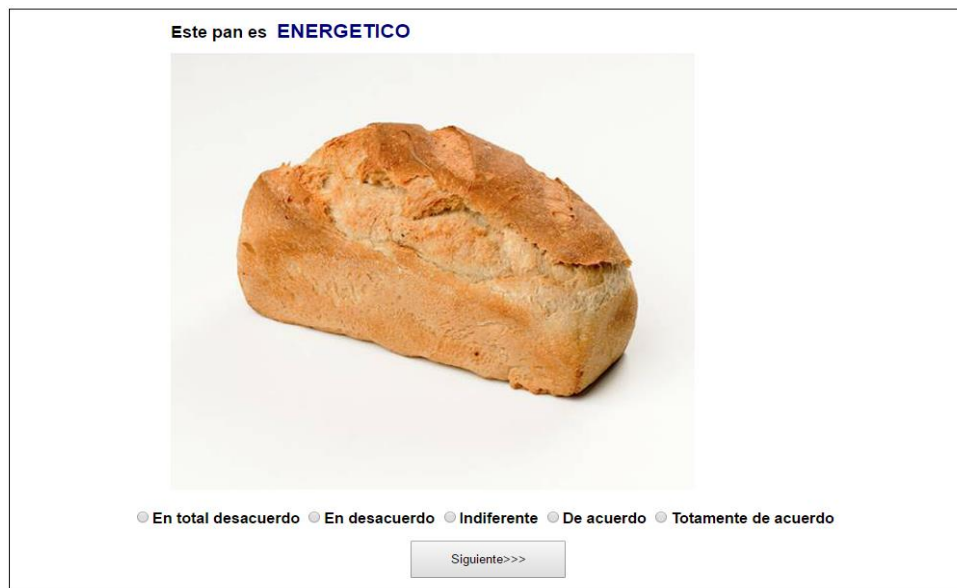 Este pan es ENERGETICO
En total desacuerdo En desacuerdo Indiferente De acuerdo Totamente de acuerdo
Siguiente>>>